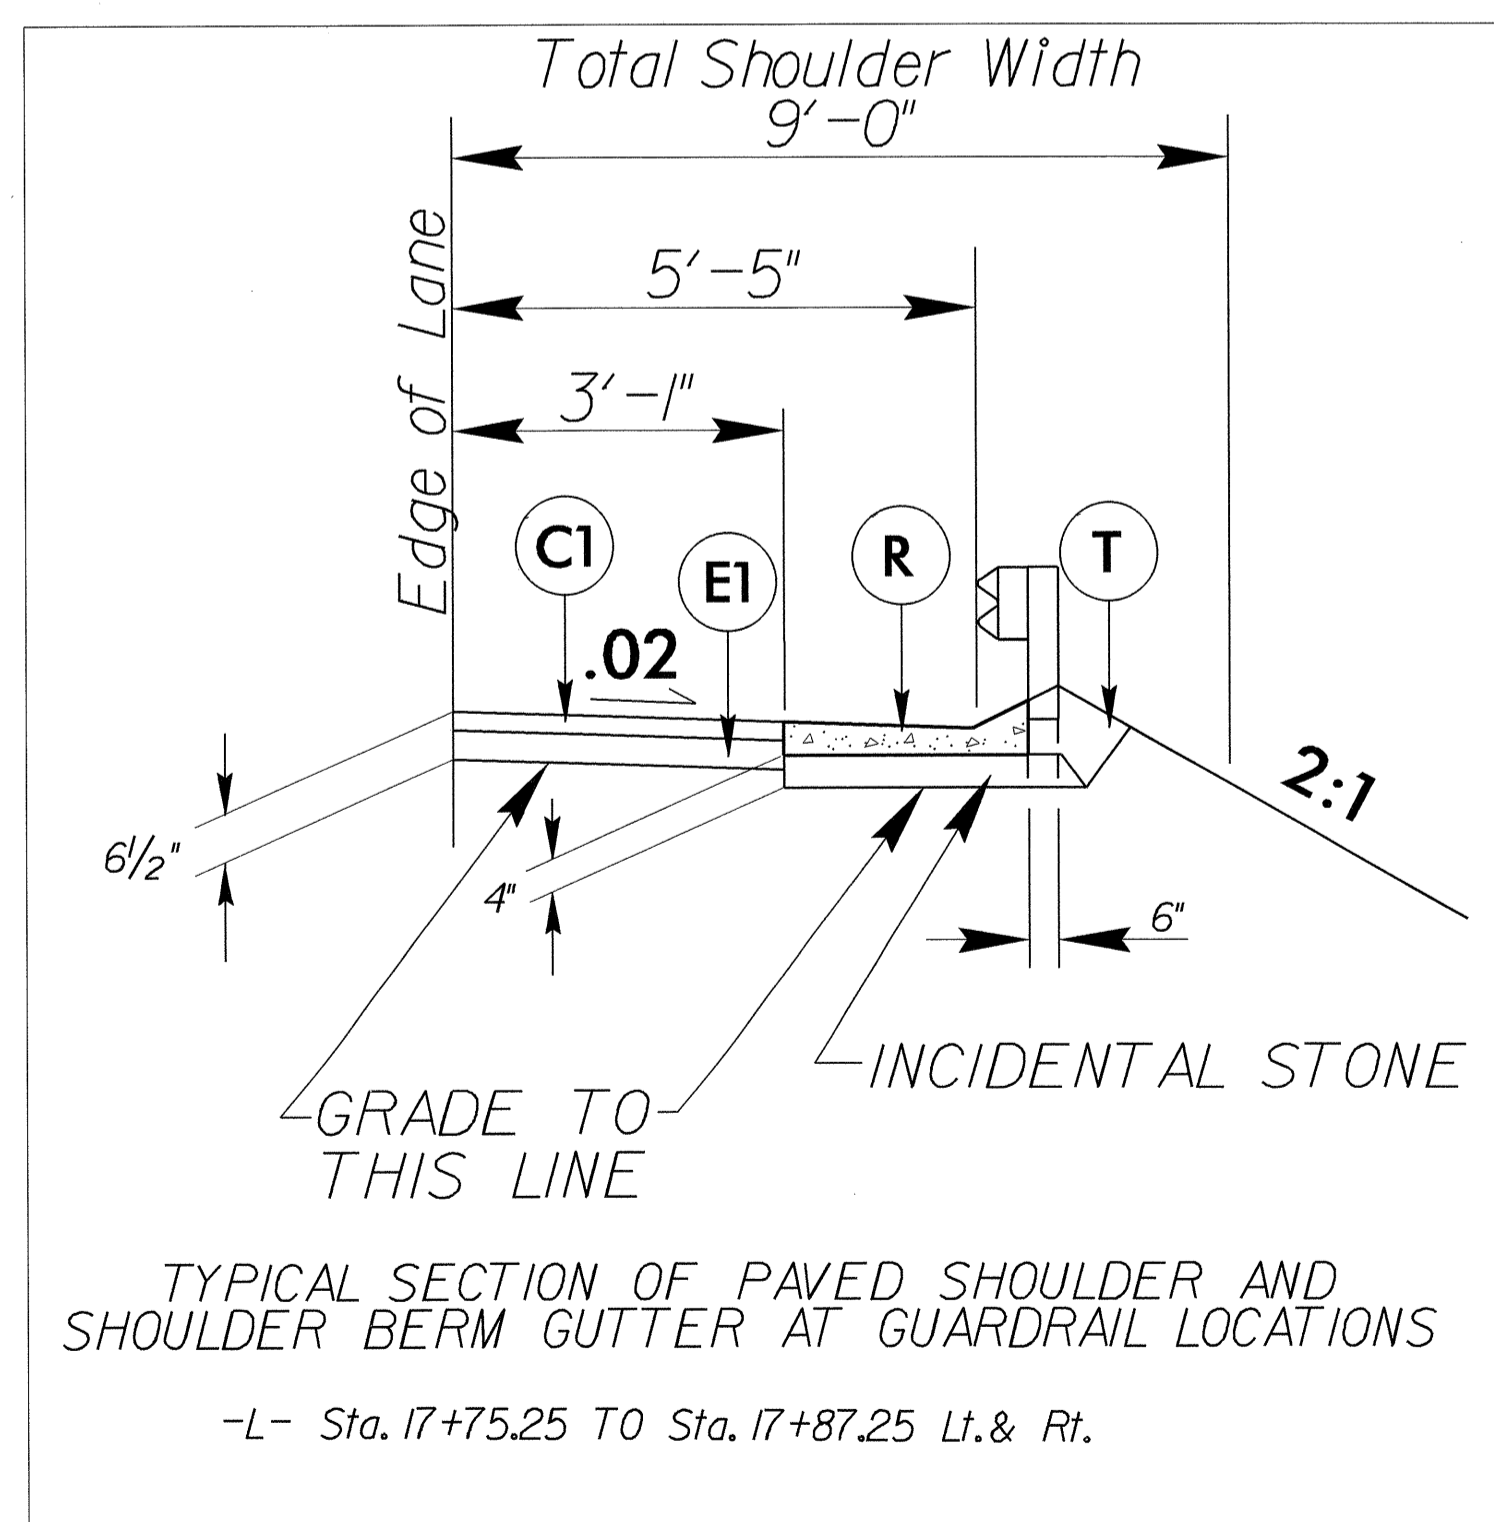 Total Shoulder Width
9'-0"
5'-5"
3'-1"
Edge of Lane
C1
E1
R
T
.02
2:1
6½"
4"
6"
INCIDENTAL STONE
GRADE TO
THIS LINE
TYPICAL SECTION OF PAVED SHOULDER AND
SHOULDER BERM GUTTER AT GUARDRAIL LOCATIONS
-L- Sta. 17+75.25 TO Sta. 17+87.25 Lt.& Rt.